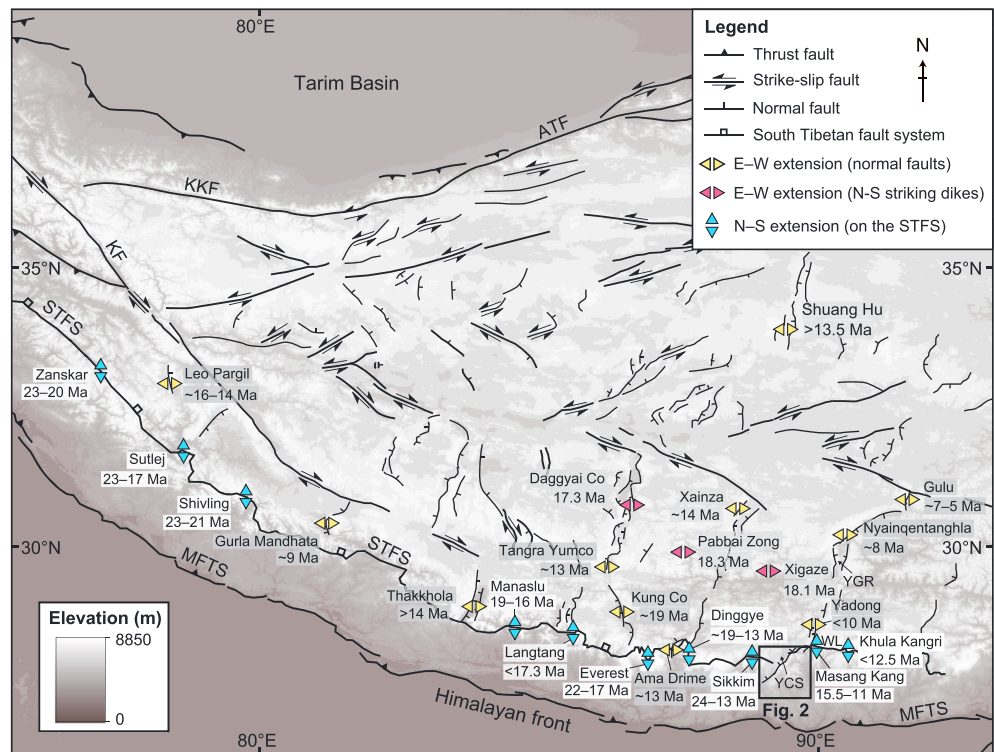 80°E
Tarim Basin
Legend
Thrust fault
Strike-slip fault
Normal fault
South Tibetan fault system
E–W extension (normal faults)
E–W extension (N-S striking dikes)
N–S extension (on the STFS)
N
ATF
KKF
KF
35°N
35°N
STFS
Shuang Hu
>13.5 Ma
Zanskar
23–20 Ma
Leo Pargil
~16–14 Ma
Sutlej
23–17 Ma
Shivling
23–21 Ma
Gurla Mandhata
~9 Ma
Daggyai Co
17.3 Ma
Xainza
~14 Ma
Gulu
~7–5 Ma
Nyainqentanghla
~8 Ma
30°N
30°N
MFTS
STFS
Tangra Yumco
~13 Ma
Pabbai Zong
18.3 Ma
Xigaze
18.1 Ma
YGR
Thakkhola
>14 Ma
Manaslu
19–16 Ma
Kung Co
~19 Ma
Dinggye
~19–13 Ma
Yadong
<10 Ma
WL
Khula Kangri
<12.5 Ma
Langtang
<17.3 Ma
Everest
22–17 Ma
Ama Drime
~13 Ma
Sikkim
24–13 Ma
YCS
Masang Kang
15.5–11 Ma
Fig. 2
Elevation (m)
8850
0
Himalayan front
MFTS
80°E
90°E